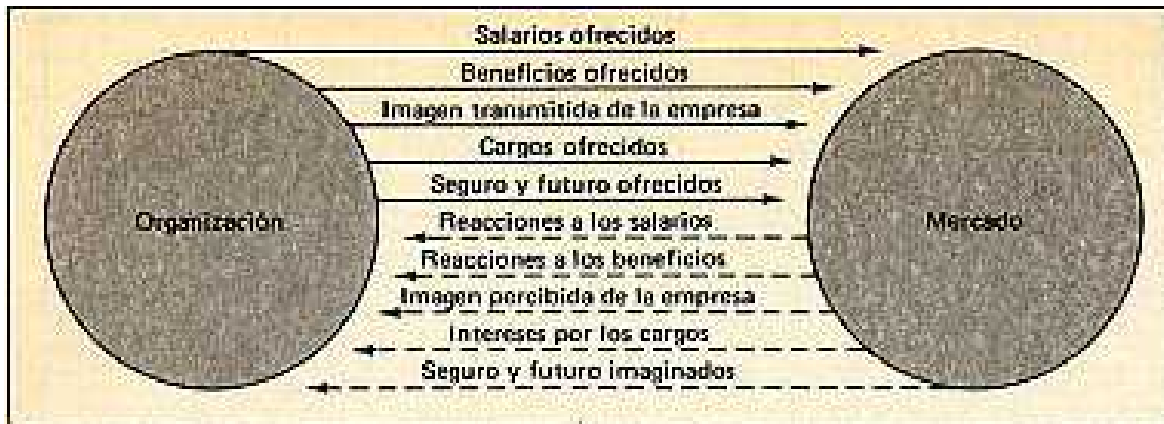 Salarios ofrecidos
Beneficios ofrecidos
Imagen transmitida de la empresa
Cargos ofrecidos
Seguro y futuro ofrecidos
Organización
Mercado
Reacciones a los salarios
Reacciones a los beneficios
Imagen percibida de la empresa
Intereses por los cargos
Seguro y futuro imaginados